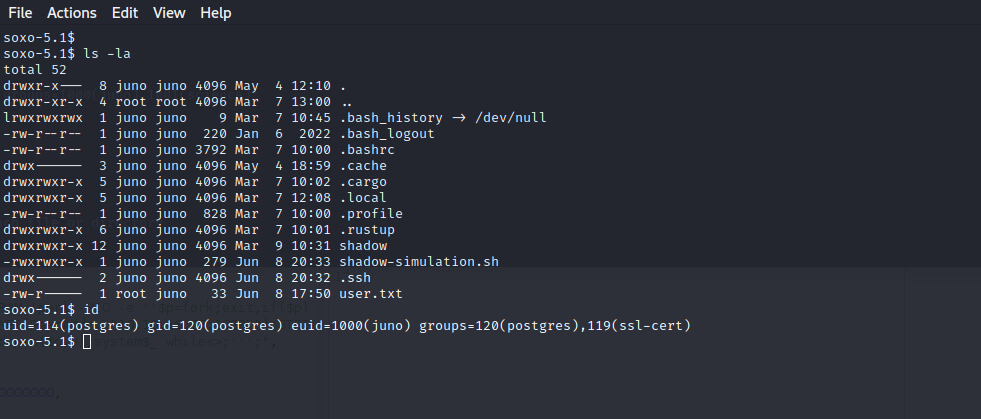 File Actions Edit View Help
soxo-5.1$
soxo-5.1$ ls -la
total 52
drwxr-x--- 8 juno juno 4096 May 4 12:10 .
drwxr-xr-x 4 root root 4096 Mar 7 13:00 ..
lrwxrwxrwx 1 juno juno 9 Mar 7 10:45 .bash_history -> /dev/null
-rw-r--r-- 1 juno juno 220 Jan 6 2022 .bash_logout
-rw-r--r-- 1 juno juno 3792 Mar 7 10:00 .bashrc
drwx------ 3 juno juno 4096 May 4 18:59 .cache
drwxrwxr-x 5 juno juno 4096 Mar 7 10:02 .cargo
drwxrwxr-x 5 juno juno 4096 Mar 7 12:08 .local
-rw-r--r-- 1 juno juno 828 Mar 7 10:00 .profile
drwxrwxr-x 6 juno juno 4096 Mar 7 10:01 .rustup
drwxrwxr-x 12 juno juno 4096 Mar 9 10:31 shadow
-rwxrwxr-x 1 juno juno 279 Jun 8 20:33 shadow-simulation.sh
drwx------ 2 juno juno 4096 Jun 8 20:32 .ssh
-rw-r----- 1 root juno 33 Jun 8 17:50 user.txt
soxo-5.1$ id
uid=114(postgres) gid=120(postgres) euid=1000(juno) groups=120(postgres),119(ssl-cert)
soxo-5.1$